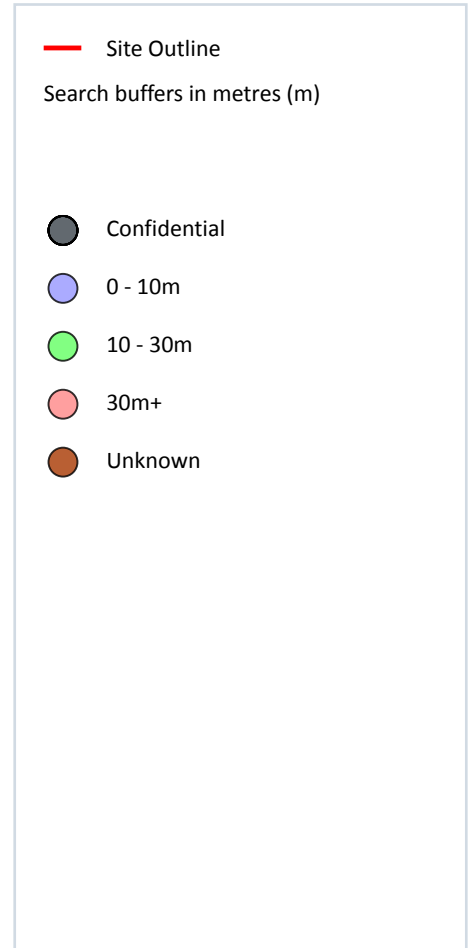 Site Outline
Search buffers in metres (m)
Confidential
0 - 10m
10 - 30m
30m+
Unknown